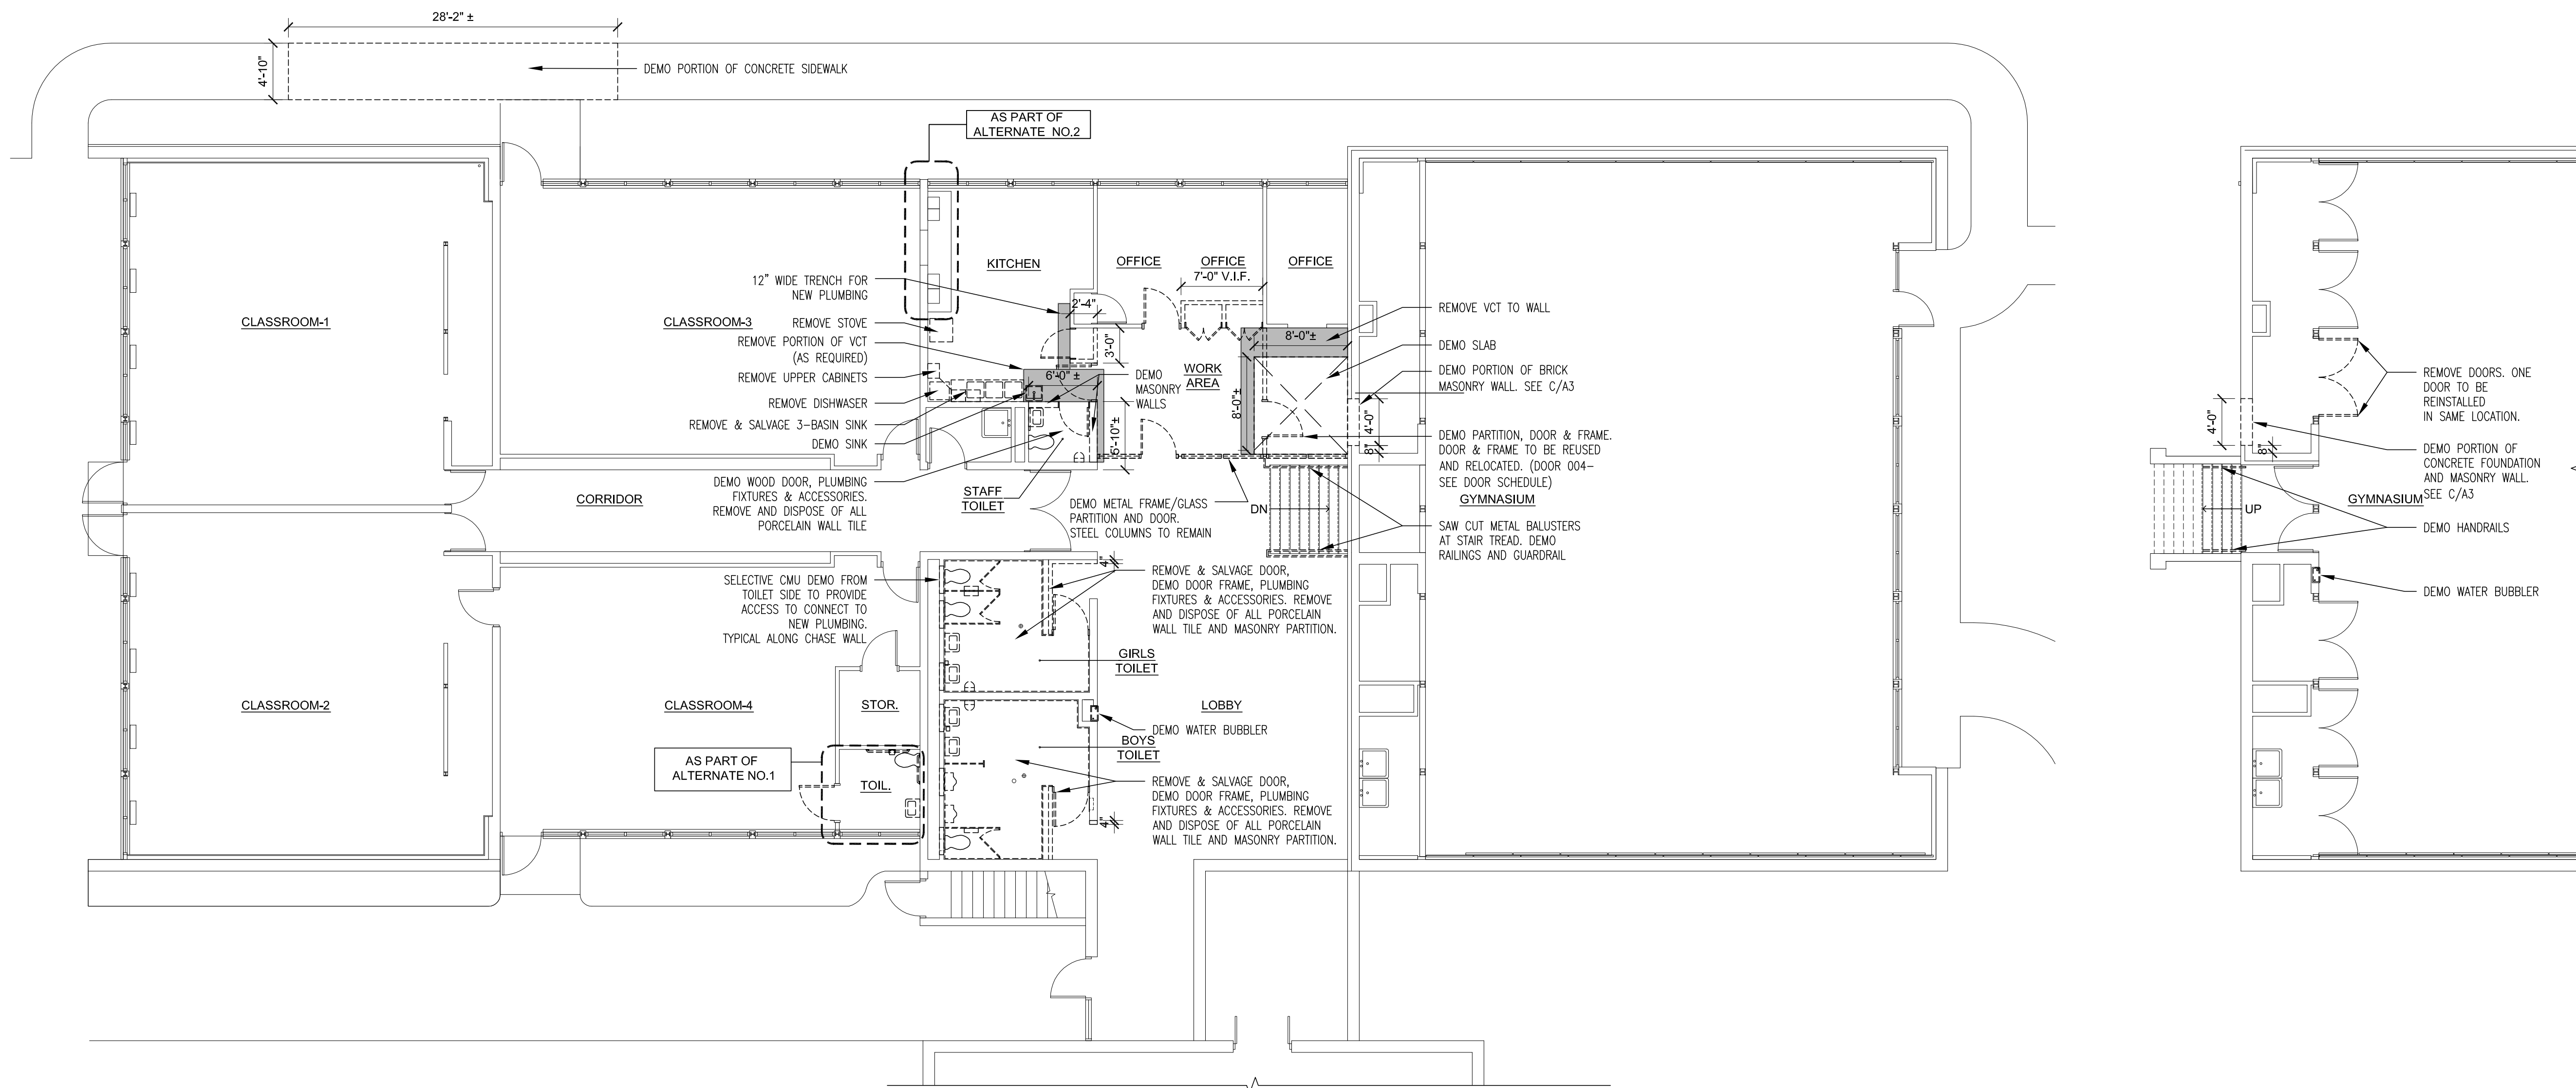 28'-2" ±
4'-10"
DEMO PORTION OF CONCRETE SIDEWALK
AS PART OF
ALTERNATE NO.2
KITCHEN
OFFICE
OFFICE
7'-0" V.I.F.
OFFICE
CLASSROOM-1
CLASSROOM-3
12" WIDE TRENCH FOR
NEW PLUMBING
REMOVE STOVE
REMOVE PORTION OF VCT
(AS REQUIRED)
REMOVE UPPER CABINETS
REMOVE DISHWASER
REMOVE & SALVAGE 3-BASIN SINK
DEMO SINK
2'-4"
3'-0"
6'-0" ±
DEMO
MASONRY
WALLS
WORK
AREA
8'-0"±
8'-0"±
5'-10"±
REMOVE VCT TO WALL
DEMO SLAB
DEMO PORTION OF BRICK
MASONRY WALL. SEE C/A3
4'-0"
8"
DEMO PARTITION, DOOR & FRAME.
DOOR & FRAME TO BE REUSED
AND RELOCATED. (DOOR 004-
SEE DOOR SCHEDULE)
GYMNASIUM
SAW CUT METAL BALUSTERS
AT STAIR TREAD. DEMO
RAILINGS AND GUARDRAIL
DEMO WOOD DOOR, PLUMBING
FIXTURES & ACCESSORIES.
REMOVE AND DISPOSE OF ALL
PORCELAIN WALL TILE
CORRIDOR
STAFF
TOILET
DEMO METAL FRAME/GLASS
PARTITION AND DOOR.
STEEL COLUMNS TO REMAIN
DN
SELECTIVE CMU DEMO FROM
TOILET SIDE TO PROVIDE
ACCESS TO CONNECT TO
NEW PLUMBING.
TYPICAL ALONG CHASE WALL
4"
REMOVE & SALVAGE DOOR,
DEMO DOOR FRAME, PLUMBING
FIXTURES & ACCESSORIES. REMOVE
AND DISPOSE OF ALL PORCELAIN
WALL TILE AND MASONRY PARTITION.
GIRLS
TOILET
CLASSROOM-2
CLASSROOM-4
STOR.
LOBBY
DEMO WATER BUBBLER
BOYS
TOILET
AS PART OF
ALTERNATE NO.1
TOIL.
REMOVE & SALVAGE DOOR,
DEMO DOOR FRAME, PLUMBING
FIXTURES & ACCESSORIES. REMOVE
AND DISPOSE OF ALL PORCELAIN
WALL TILE AND MASONRY PARTITION.
4"
REMOVE DOORS. ONE
DOOR TO BE
REINSTALLED
IN SAME LOCATION.
4'-0"
8"
DEMO PORTION OF
CONCRETE FOUNDATION
AND MASONRY WALL.
SEE C/A3
GYMNASIUM
UP
DEMO HANDRAILS
DEMO WATER BUBBLER